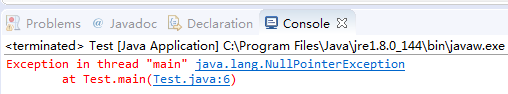 Problems @ Javadoc Declaration Console
<terminated> Test [Java Application] C:\Program Files\Java\jre1.8.0_144\bin\javaw.exe
Exception in thread "main" java.lang.NullPointerException
at Test.main(Test.java:6)